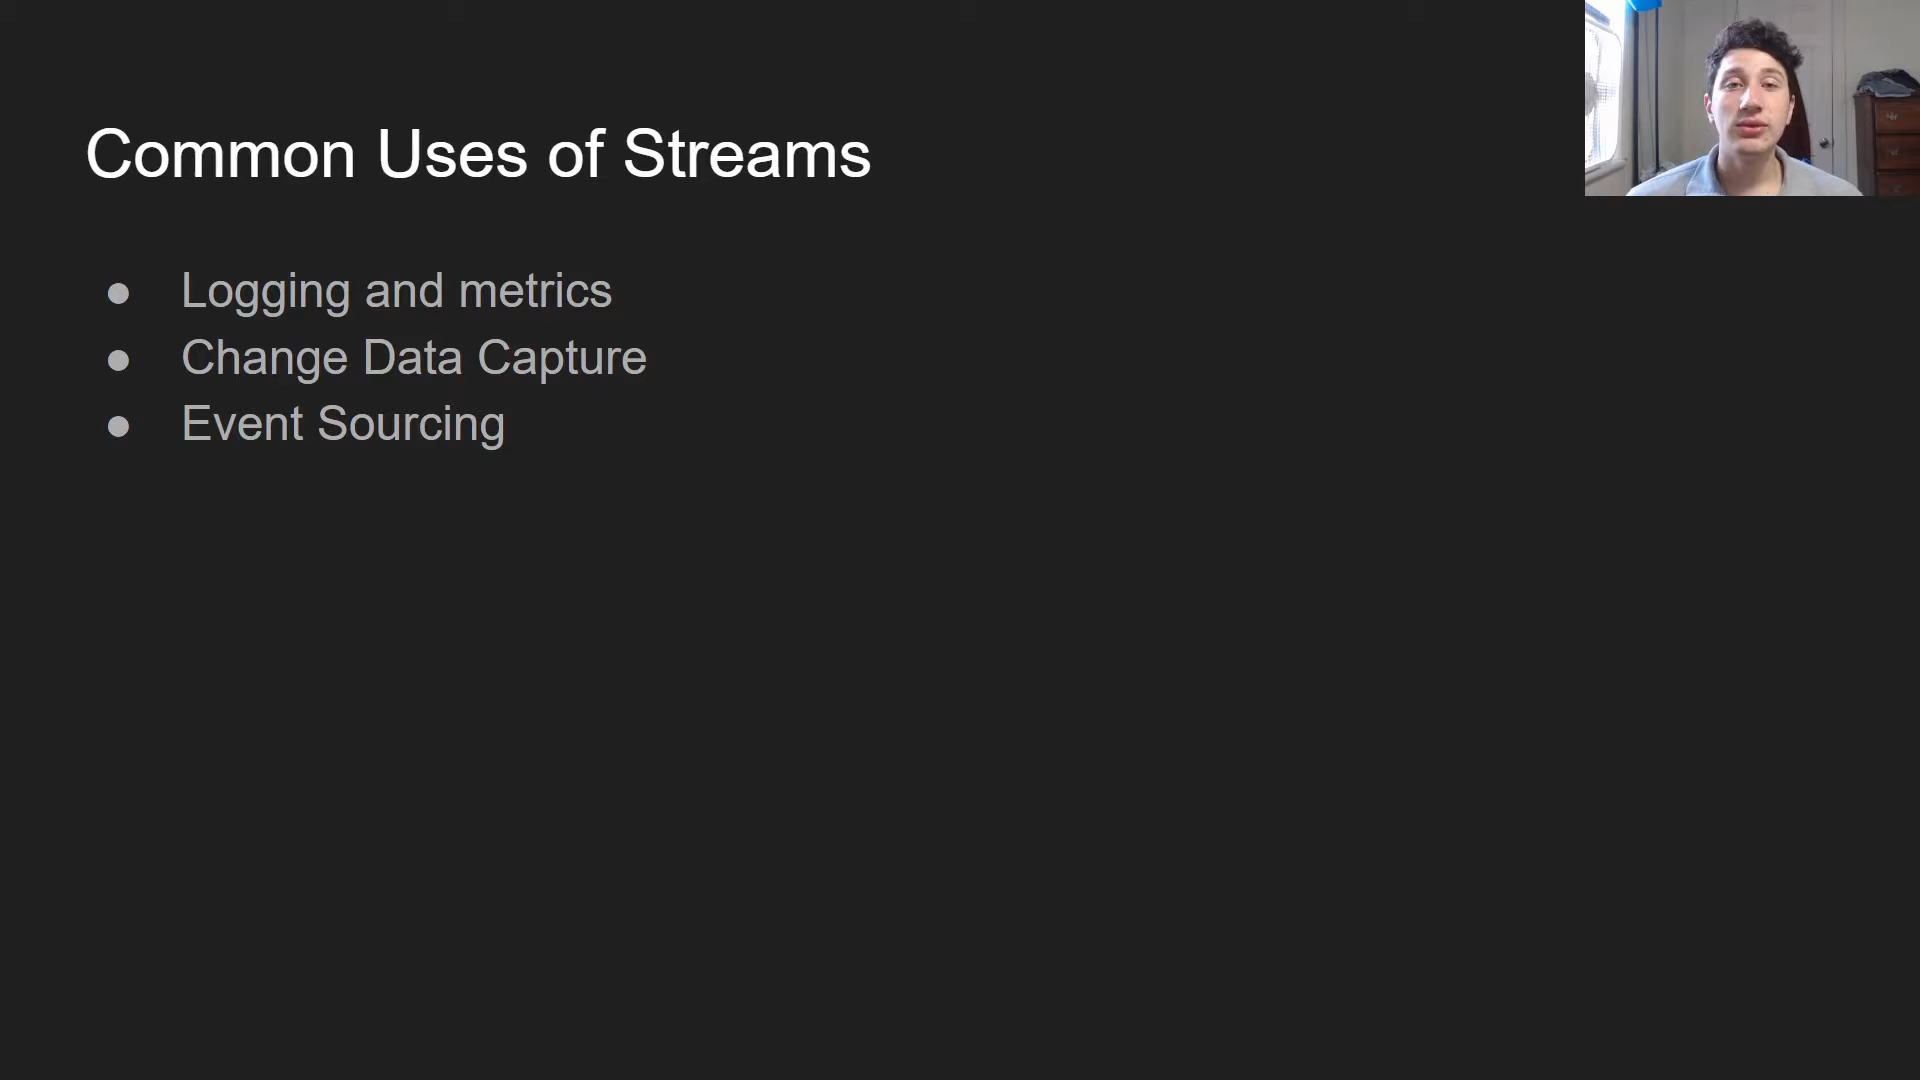 Common Uses of Streams
● Logging and metrics
● Change Data Capture
● Event Sourcing